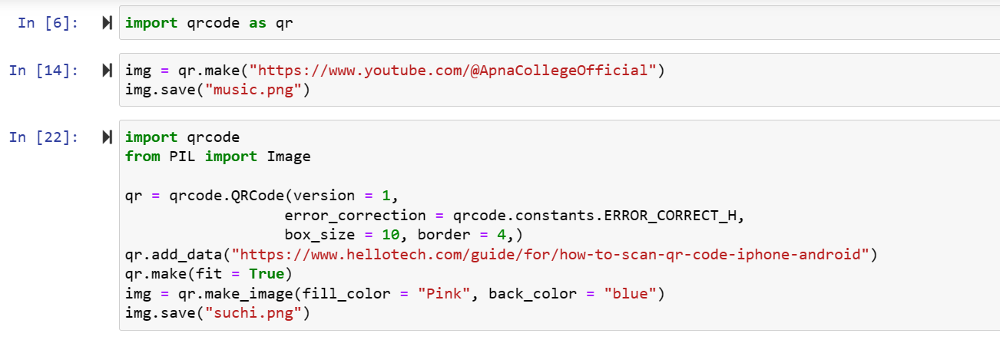 In [6]: import qrcode as qr
In [14]: img = qr.make("https://www.youtube.com/@ApnaCollegeOfficial")
img.save("music.png")
In [22]: import qrcode
from PIL import Image
qr = qrcode.QRCode(version = 1,
error_correction = qrcode.constants.ERROR_CORRECT_H,
box_size = 10, border = 4,)
qr.add_data("https://www.hellotech.com/guide/for/how-to-scan-qr-code-iphone-android")
qr.make(fit = True)
img = qr.make_image(fill_color = "Pink", back_color = "blue")
img.save("suchi.png")